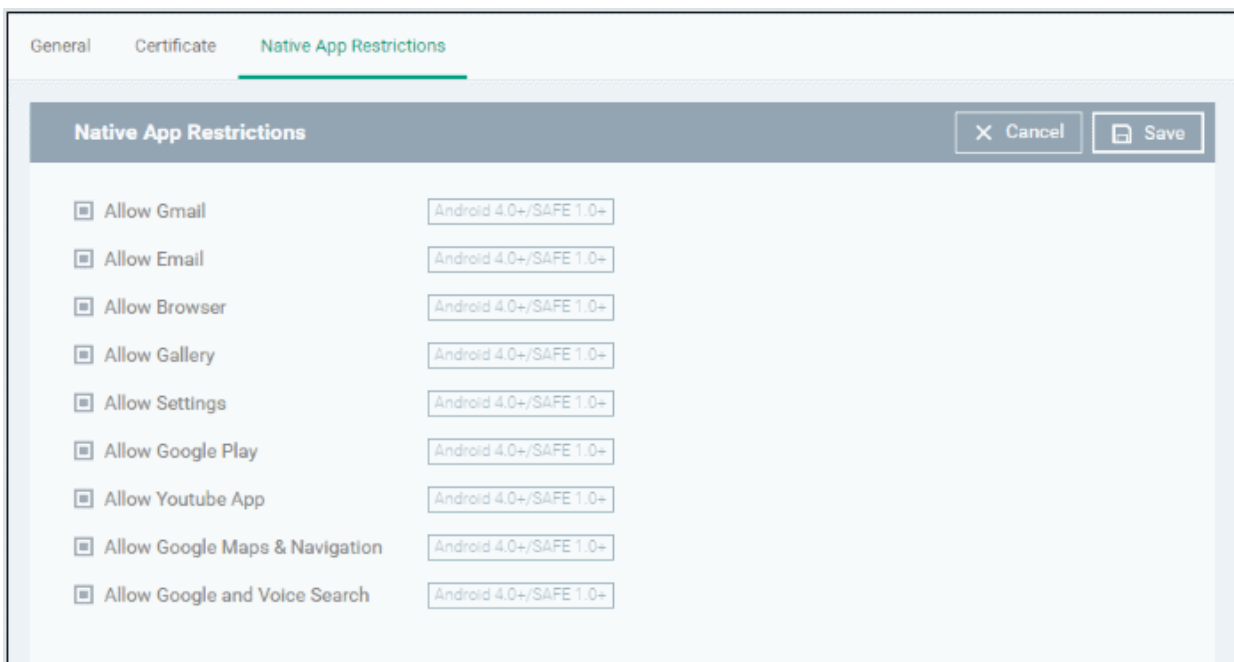 General Certificate Native App Restrictions
Native App Restrictions Cancel Save
Allow Gmail Android 4.0+/SAFE 1.0+
Allow Email Android 4.0+/SAFE 1.0+
Allow Browser Android 4.0+/SAFE 1.0+
Allow Gallery Android 4.0+/SAFE 1.0+
Allow Settings Android 4.0+/SAFE 1.0+
Allow Google Play Android 4.0+/SAFE 1.0+
Allow Youtube App Android 4.0+/SAFE 1.0+
Allow Google Maps & Navigation Android 4.0+/SAFE 1.0+
Allow Google and Voice Search Android 4.0+/SAFE 1.0+